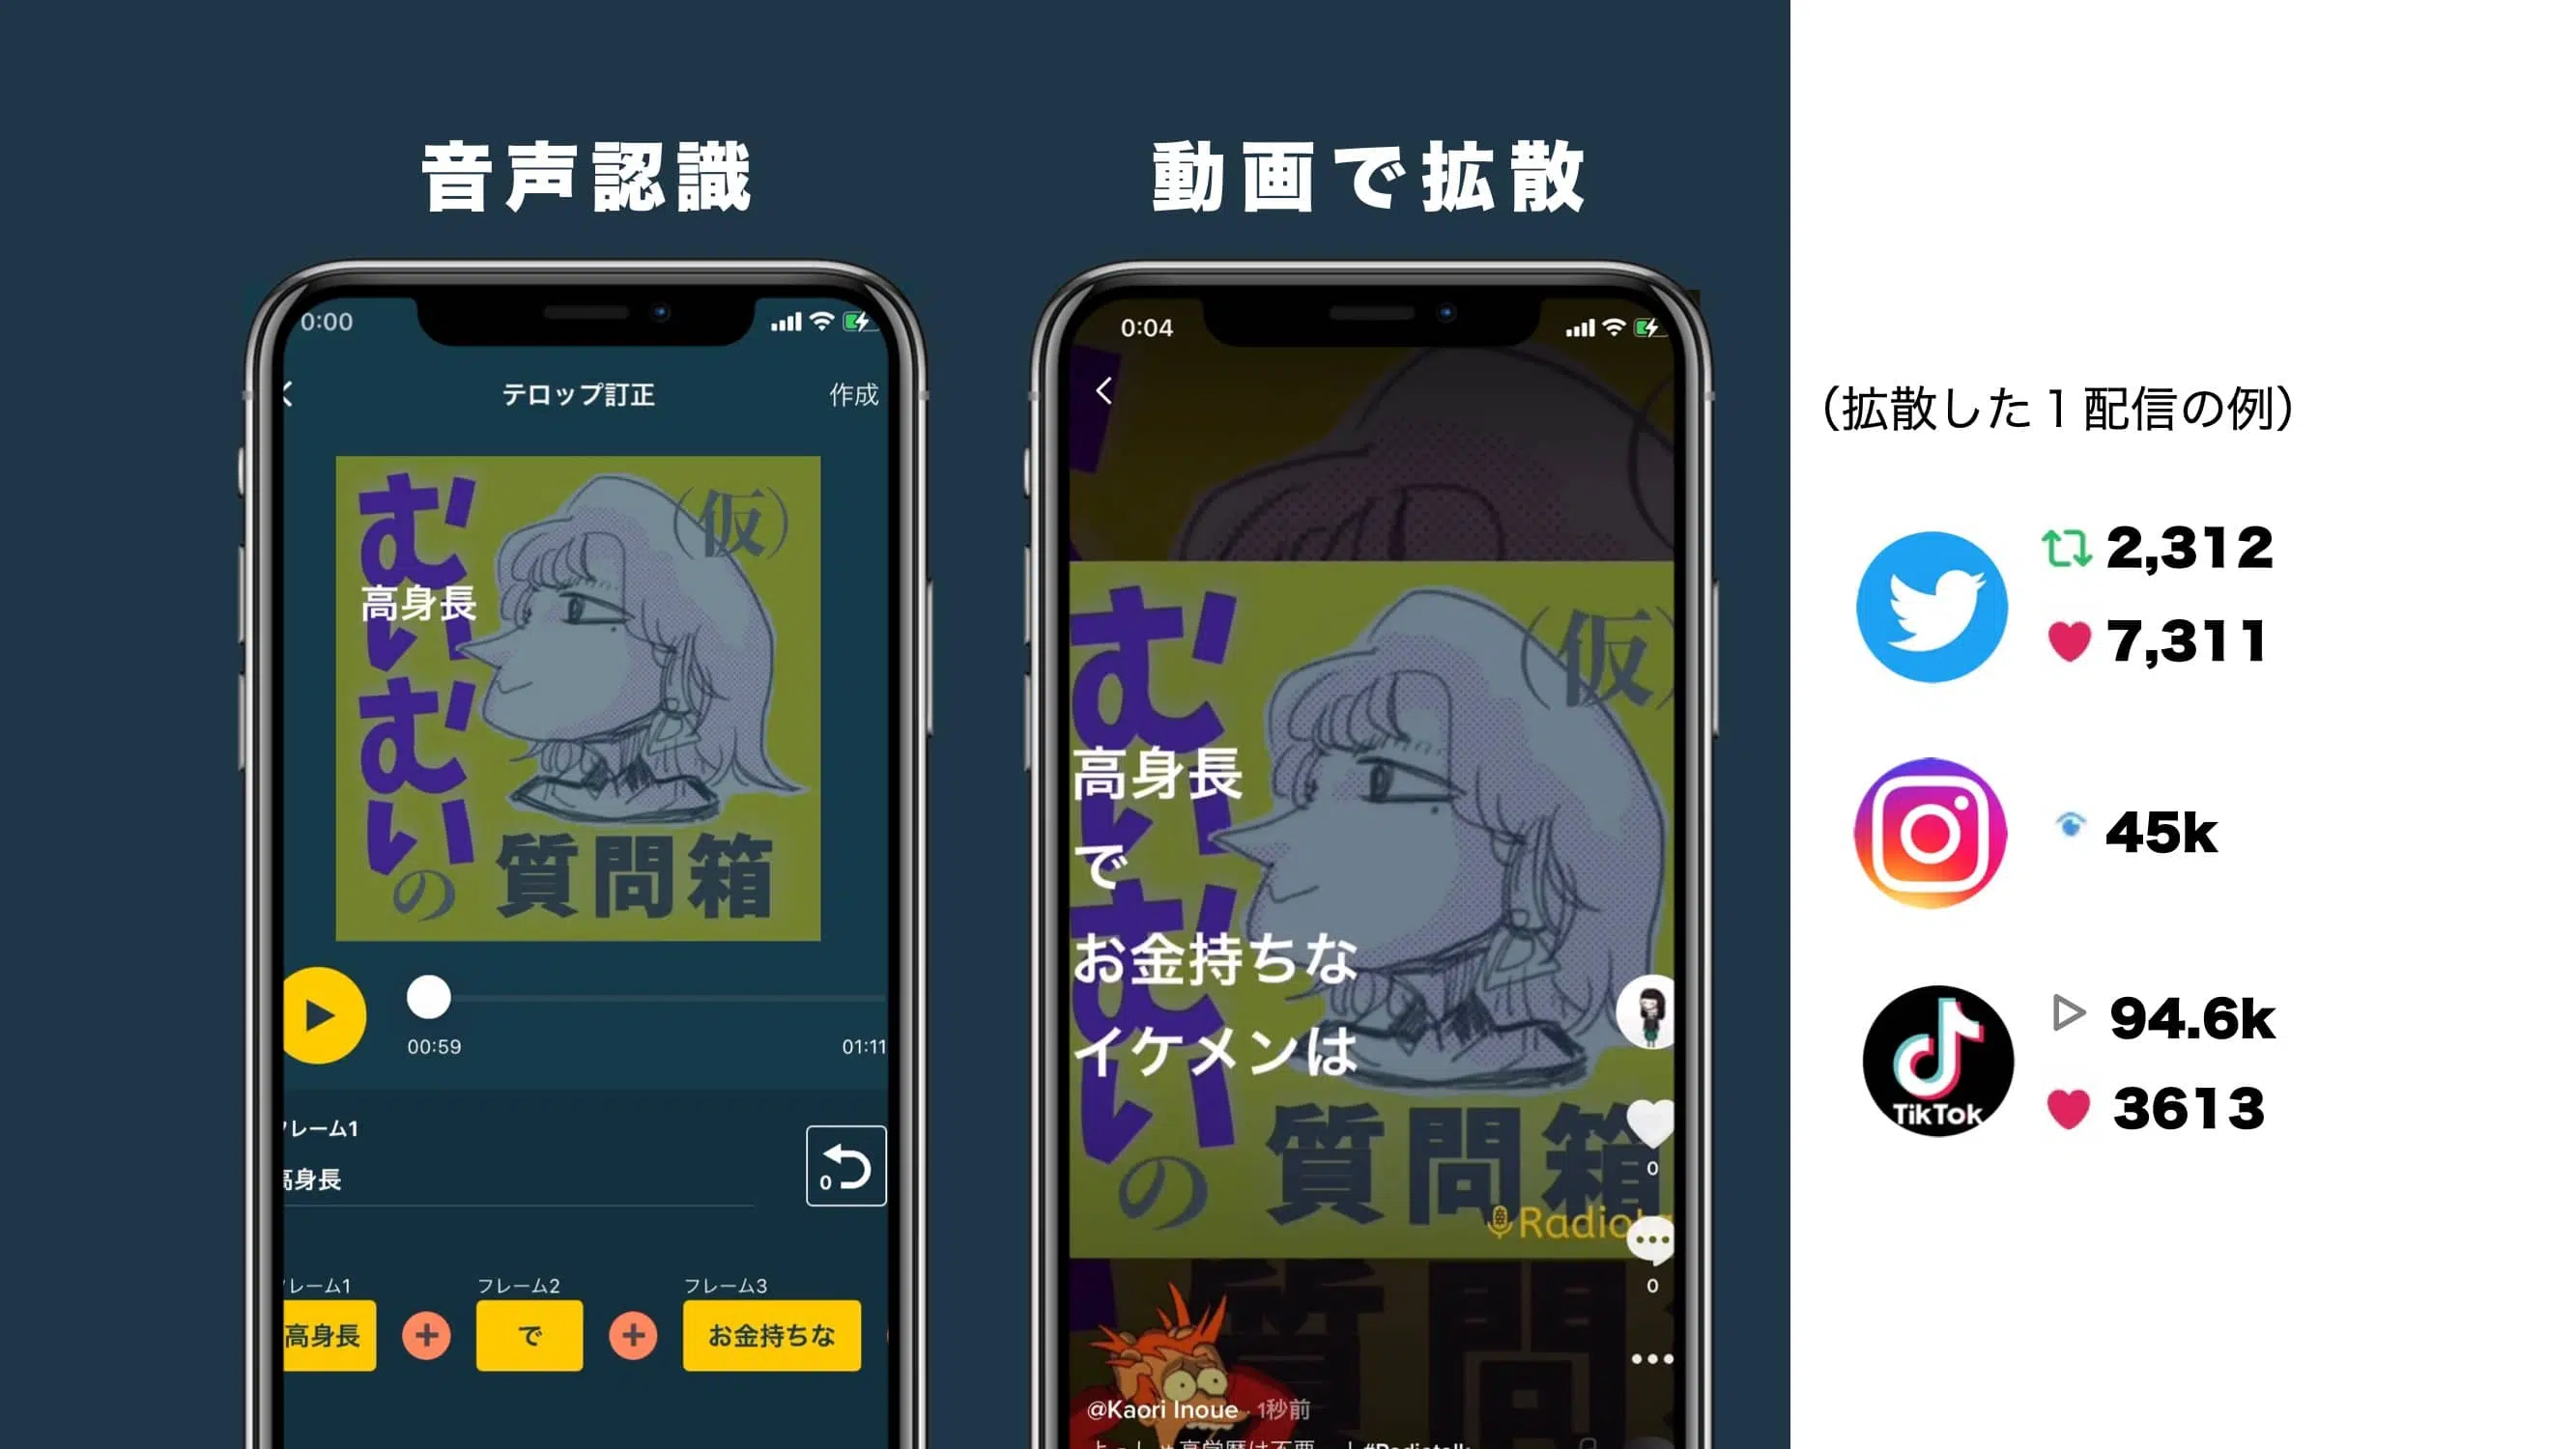 音声認識
0:00
テロップ訂正
作成
むいむいの質問箱
（仮）
高身長
00:59
01:11
レーム1
高身長
0
レーム1
フレーム2
フレーム3
高身長
で
お金持ちな
動画で拡散
0:04
むいむいの質問箱
（仮）
高身長
で
お金持ちな
イケメンは
0
0
@Kaori Inoue · 1秒前
（拡散した１配信の例）
2,312
7,311
45k
TikTok
94.6k
3613